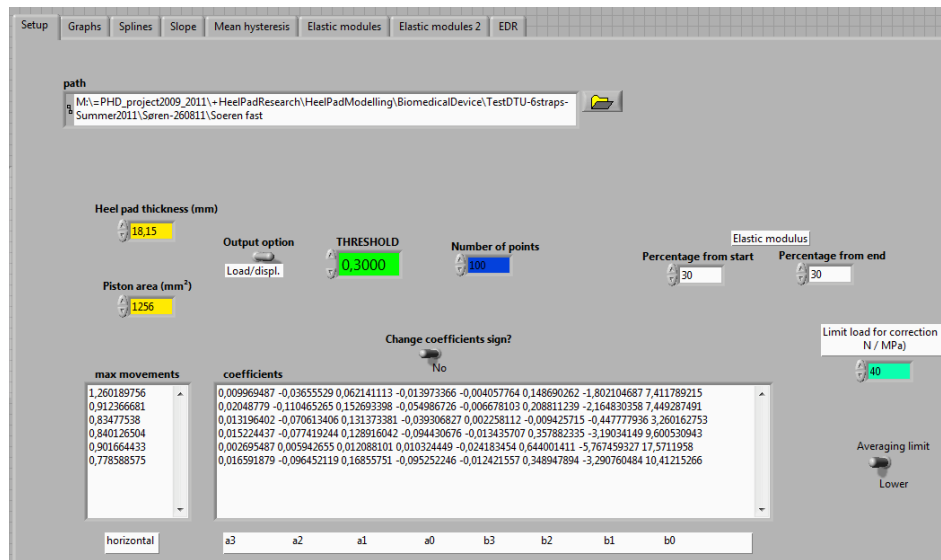 Setup Graphs Splines Slope Mean hysteresis Elastic modules Elastic modules 2 EDR
path
M:\=PHD_project2009_2011\+HeelPadResearch\HeelPadModelling\BiomedicalDevice\TestDTU-6straps-
Summer2011\Søren-260811\Soeren fast
Heel pad thickness (mm)
18,15
Output option
Load/displ.
THRESHOLD
0,3000
Number of points
100
Elastic modulus
Percentage from start
30
Percentage from end
30
Piston area (mm²)
1256
Change coefficients sign?
No
Limit load for correction
N / MPa)
40
max movements
1,260189756
0,912366681
0,83477538
0,840126504
0,901664433
0,778588575
horizontal
coefficients
0,009969487 -0,03655529 0,062141113 -0,013973366 -0,004057764 0,148690262 -1,802104687 7,411789215
0,02048779 -0,110465265 0,152693398 -0,054986726 -0,006678103 0,208811239 -2,164830358 7,449287491
0,013196402 -0,070613406 0,131373381 -0,039306827 0,002258112 -0,009425715 -0,447777936 3,260162753
0,015224437 -0,077419244 0,128916042 -0,094430676 -0,013435707 0,357882335 -3,19034149 9,600530943
0,002695487 0,005942655 0,012088101 0,010324449 -0,024183454 0,644001411 -5,767459327 17,5711958
0,016591879 -0,096452119 0,16855751 -0,095252246 -0,012421557 0,348947894 -3,290760484 10,41215266
a3 a2 a1 a0 b3 b2 b1 b0
Averaging limit
Lower